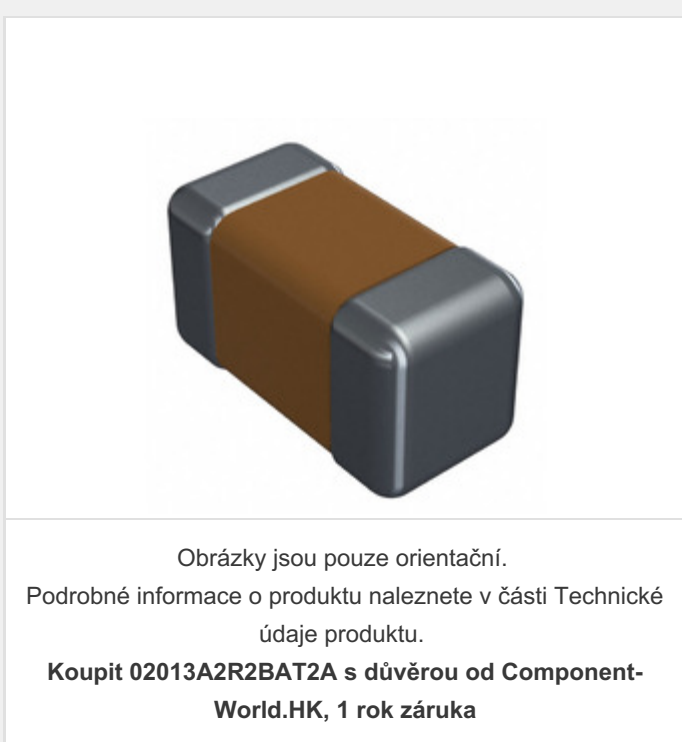 Obrázky jsou pouze orientační.
Podrobné informace o produktu naleznete v části Technické
údaje produktu.
Koupit 02013A2R2BAT2A s důvěrou od Component-
World.HK, 1 rok záruka